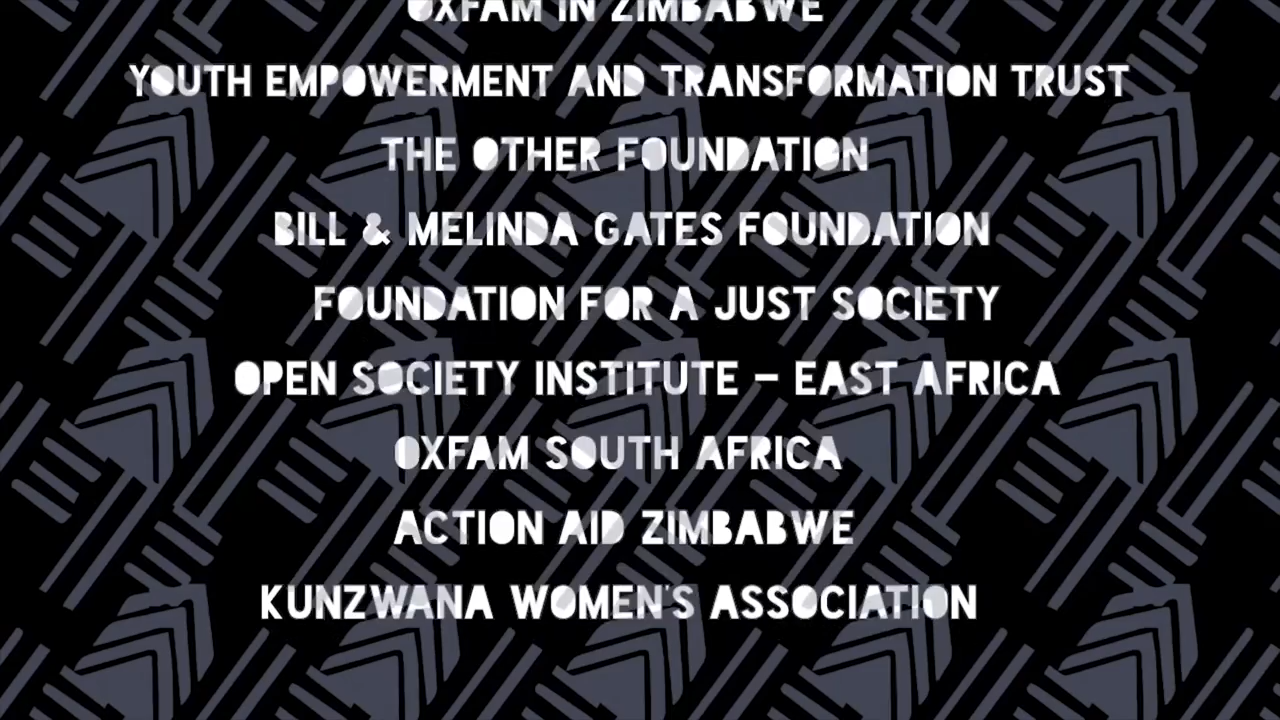 OXFAM IN ZIMBABWE
YOUTH EMPOWERMENT AND TRANSFORMATION TRUST
THE OTHER FOUNDATION
BILL & MELINDA GATES FOUNDATION
FOUNDATION FOR A JUST SOCIETY
OPEN SOCIETY INSTITUTE – EAST AFRICA
OXFAM SOUTH AFRICA
ACTION AID ZIMBABWE
KUNZWANA WOMEN'S ASSOCIATION